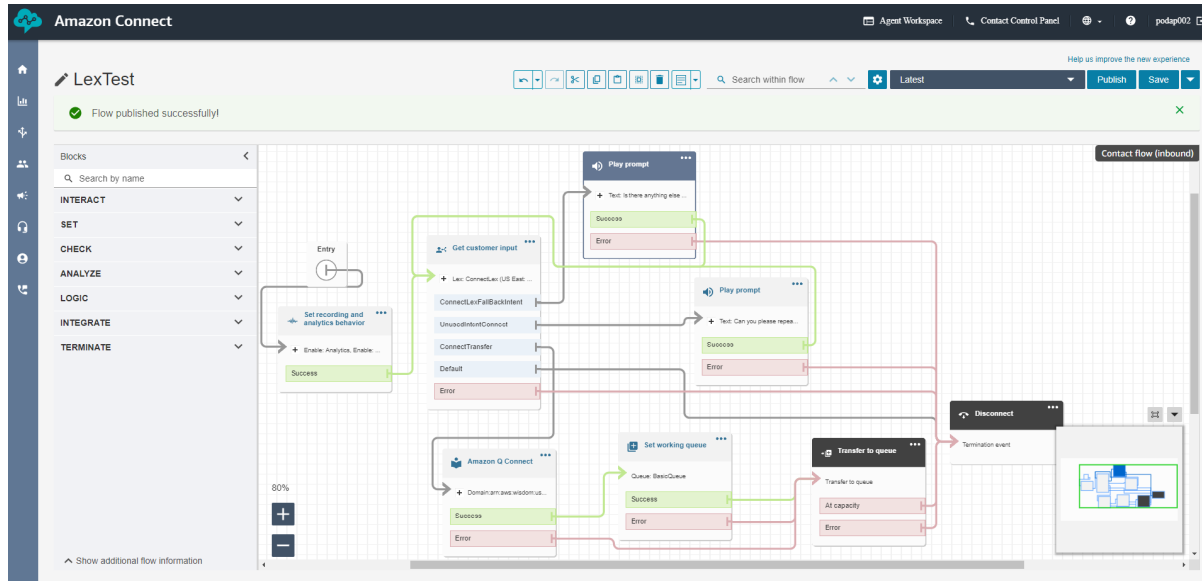 Amazon Connect
Agent Workspace
Contact Control Panel
podap002
Help us improve the new experience
LexTest
Search within flow
Latest
Publish
Save
Flow published successfully!
Contact flow (inbound)
Blocks
Search by name
INTERACT
SET
CHECK
ANALYZE
LOGIC
INTEGRATE
TERMINATE
Show additional flow information
80%
Entry
Set recording and
analytics behavior
Enable: Analytics, Enable: ...
Success
Get customer input
Lex: ConnectLex (US East: ...
ConnectLexFallBackIntent
UnusedIntentConnect
ConnectTransfer
Default
Error
Play prompt
Text: Is there anything else ...
Success
Error
Play prompt
Text: Can you please repea...
Success
Error
Amazon Q Connect
Domain:arn:aws:wisdom:us...
Success
Error
Set working queue
Queue: BasicQueue
Success
Error
Transfer to queue
Transfer to queue
At capacity
Error
Disconnect
Termination event